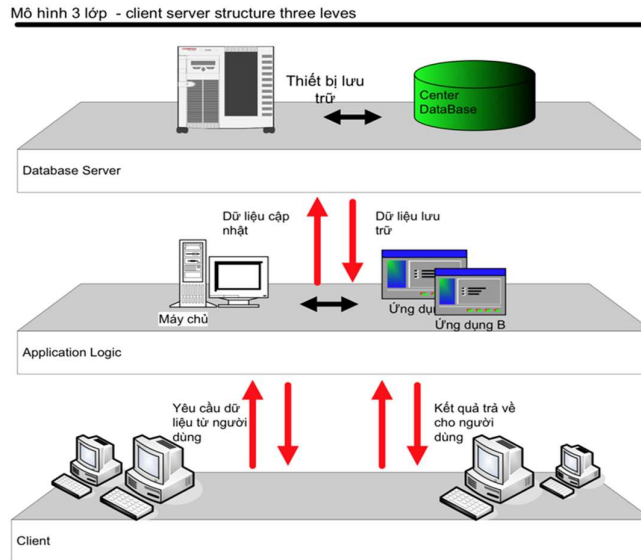 Mô hình 3 lớp - client server structure three leves
Thiết bị lưu
trữ
Center
DataBase
Database Server
Dữ liệu cập
nhật
Dữ liệu lưu
trữ
Máy chủ
Ứng dụn
Ứng dụng B
Application Logic
Yêu cầu dữ
liệu từ người
dùng
Kết quả trả về
cho người
dùng
Client